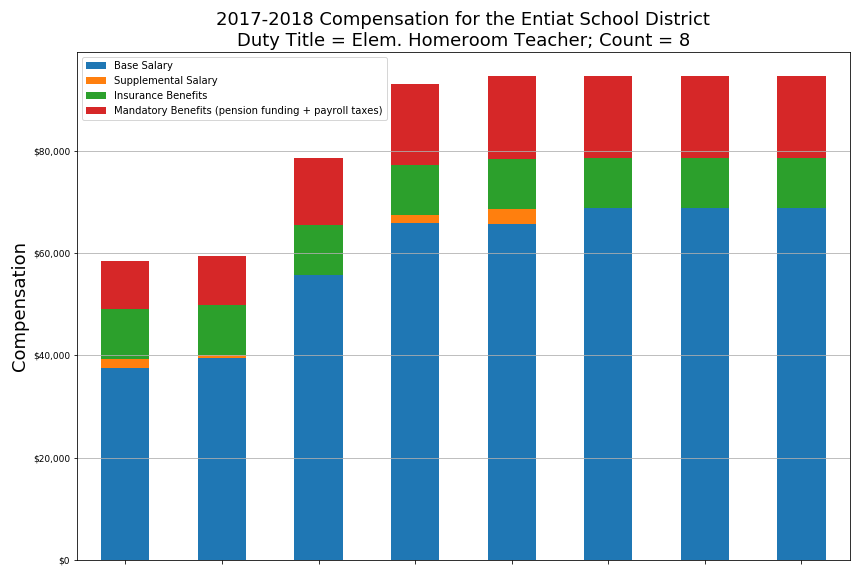 2017-2018 Compensation for the Entiat School District
Duty Title = Elem. Homeroom Teacher; Count = 8
Base Salary
Supplemental Salary
Insurance Benefits
Mandatory Benefits (pension funding + payroll taxes)
Compensation
$80,000
$60,000
$40,000
$20,000
$0